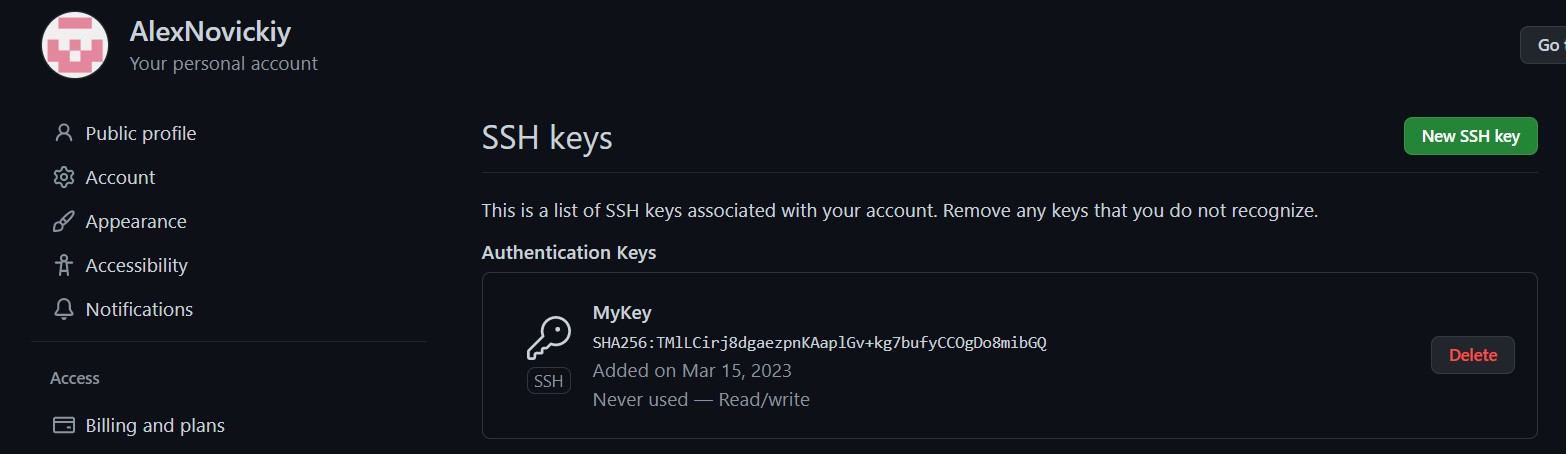 AlexNovickiy
Your personal account
Go t
Public profile
Account
Appearance
Accessibility
Notifications
Access
Billing and plans
SSH keys
New SSH key
This is a list of SSH keys associated with your account. Remove any keys that you do not recognize.
Authentication Keys
MyKey
SHA256:TMlLCirj8dgaezpnKAaplGv+kg7bufyCCOgDo8mibGQ
Added on Mar 15, 2023
Never used — Read/write
SSH
Delete